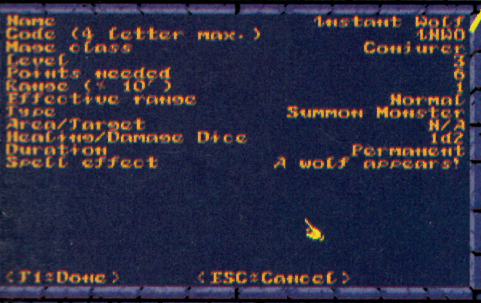 Name Instant Wolf
Code (4 letter max.) INWO
Mage class Conjurer
Level 3
Points needed 6
Range (* 10') 1
Effective range Normal
Type Summon Monster
Area/Target N/A
Healing/Damage Dice 1d2
Duration Permanent
Spell effect A wolf appears!
<F1=Done> <ESC=Cancel>